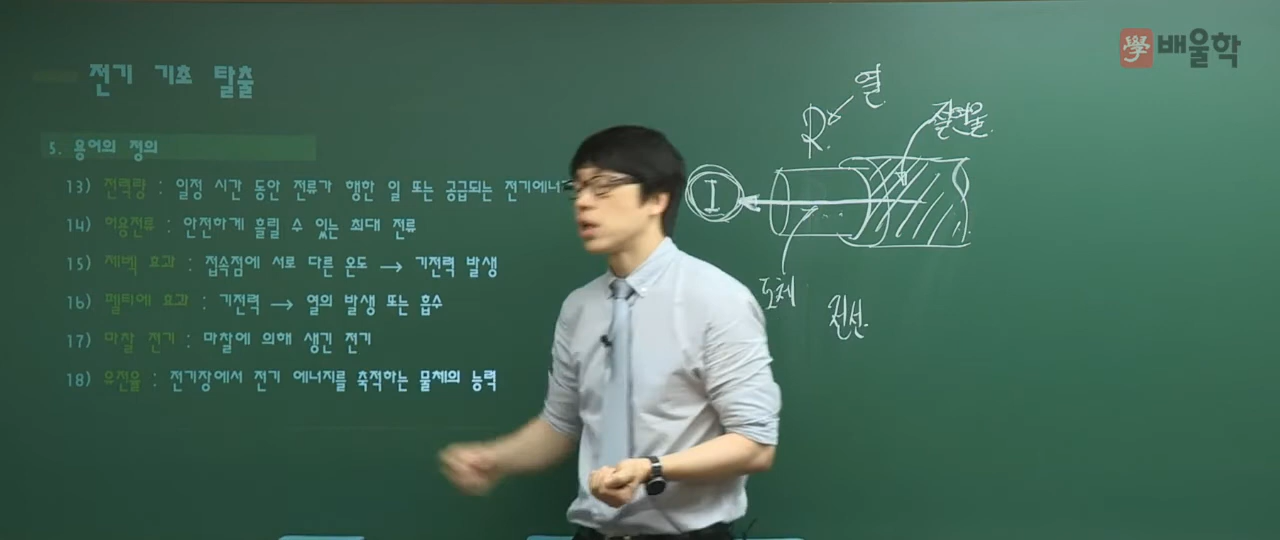 전기 기초 탈출
學 배울학
5. 용어의 정의
13) 전력량 : 일정 시간 동안 전류가 행한 일 또는 공급되는 전기에너
14) 허용전류 : 안전하게 흘릴 수 있는 최대 전류
15) 제벡 효과 : 접속점에 서로 다른 온도 → 기전력 발생
16) 펠티에 효과 : 기전력 → 열의 발생 또는 흡수
17) 마찰 전기 : 마찰에 의해 생긴 전기
18) 유전율 : 전기장에서 전기 에너지를 축적하는 물체의 능력
열
R
절연물
I
도체
전선